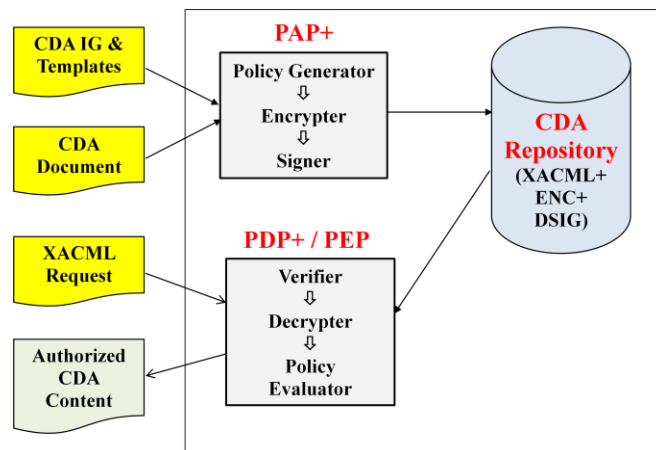 CDA IG &
Templates
CDA
Document
XACML
Request
Authorized
CDA
Content
PAP+
Policy Generator
⇩
Encrypter
⇩
Signer
PDP+ / PEP
Verifier
⇩
Decrypter
⇩
Policy
Evaluator
CDA
Repository
(XACML+
ENC+
DSIG)